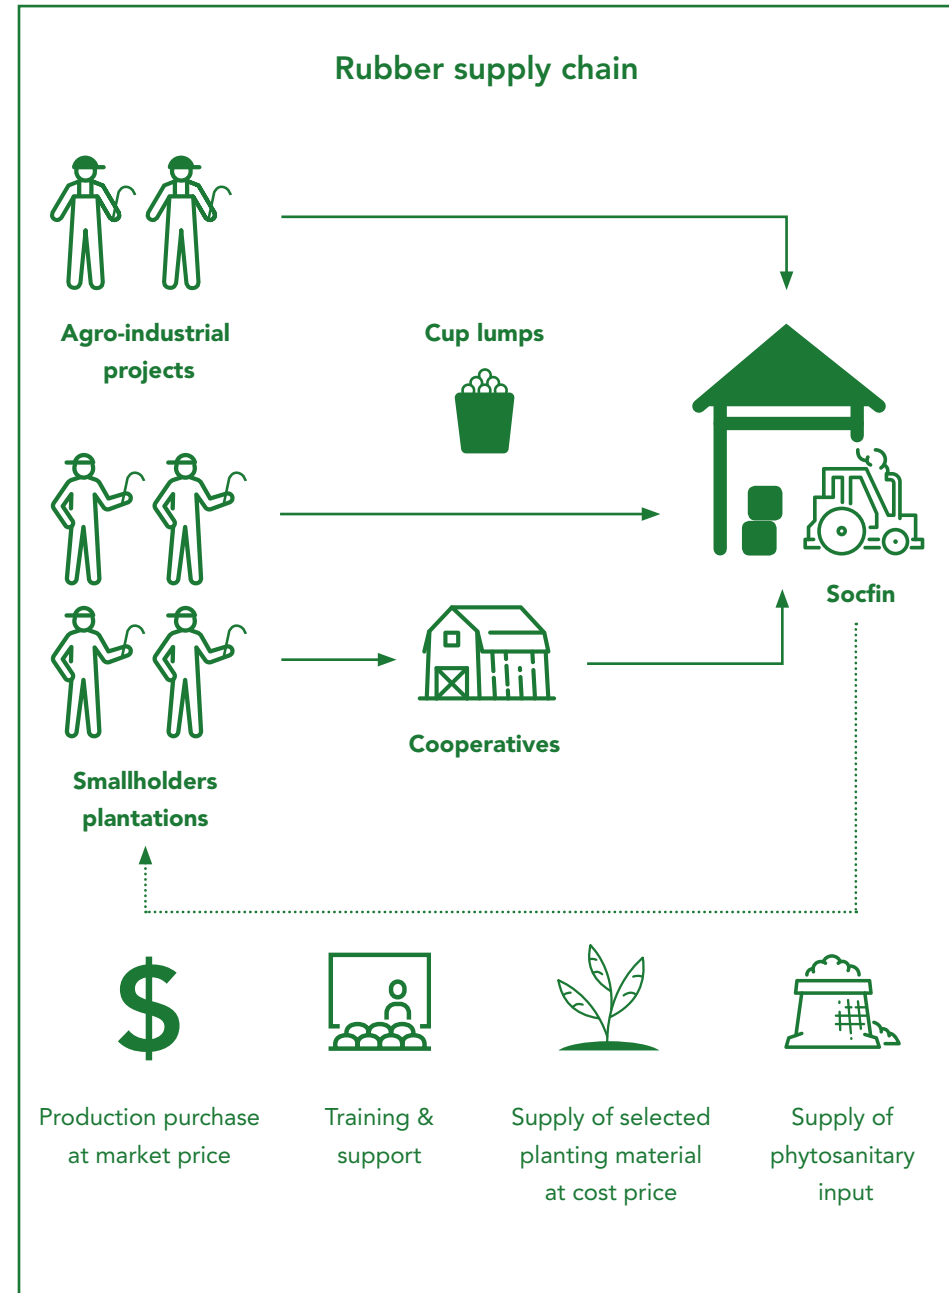 Rubber supply chain
Agro-industrial
projects
Cup lumps
Socfin
Cooperatives
Smallholders
plantations
Production purchase
at market price
Training &
support
Supply of selected
planting material
at cost price
Supply of
phytosanitary
input